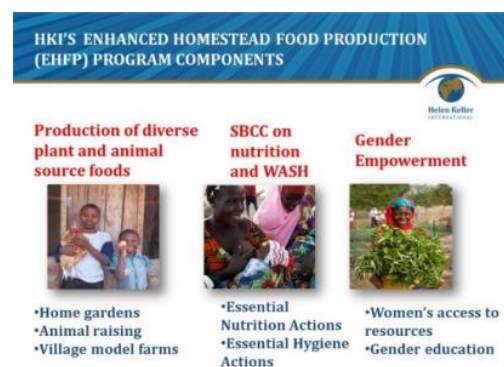 HKI'S ENHANCED HOMESTEAD FOOD PRODUCTION
(EHFP) PROGRAM COMPONENTS
Helen Keller
INTERNATIONAL
Production of diverse
plant and animal
source foods
•Home gardens
•Animal raising
•Village model farms
SBCC on
nutrition
and WASH
•Essential
Nutrition Actions
•Essential Hygiene
Actions
Gender
Empowerment
•Women's access to
resources
•Gender education